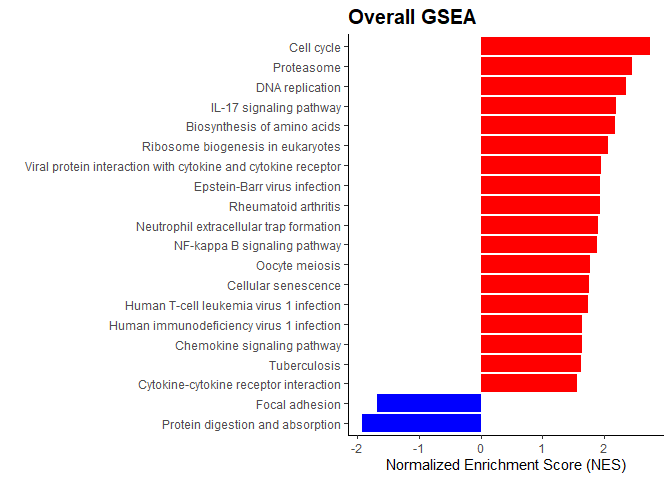 Overall GSEA
Cell cycle
Proteasome
DNA replication
IL-17 signaling pathway
Biosynthesis of amino acids
Ribosome biogenesis in eukaryotes
Viral protein interaction with cytokine and cytokine receptor
Epstein-Barr virus infection
Rheumatoid arthritis
Neutrophil extracellular trap formation
NF-kappa B signaling pathway
Oocyte meiosis
Cellular senescence
Human T-cell leukemia virus 1 infection
Human immunodeficiency virus 1 infection
Chemokine signaling pathway
Tuberculosis
Cytokine-cytokine receptor interaction
Focal adhesion
Protein digestion and absorption
-2 -1 0 1 2
Normalized Enrichment Score (NES)